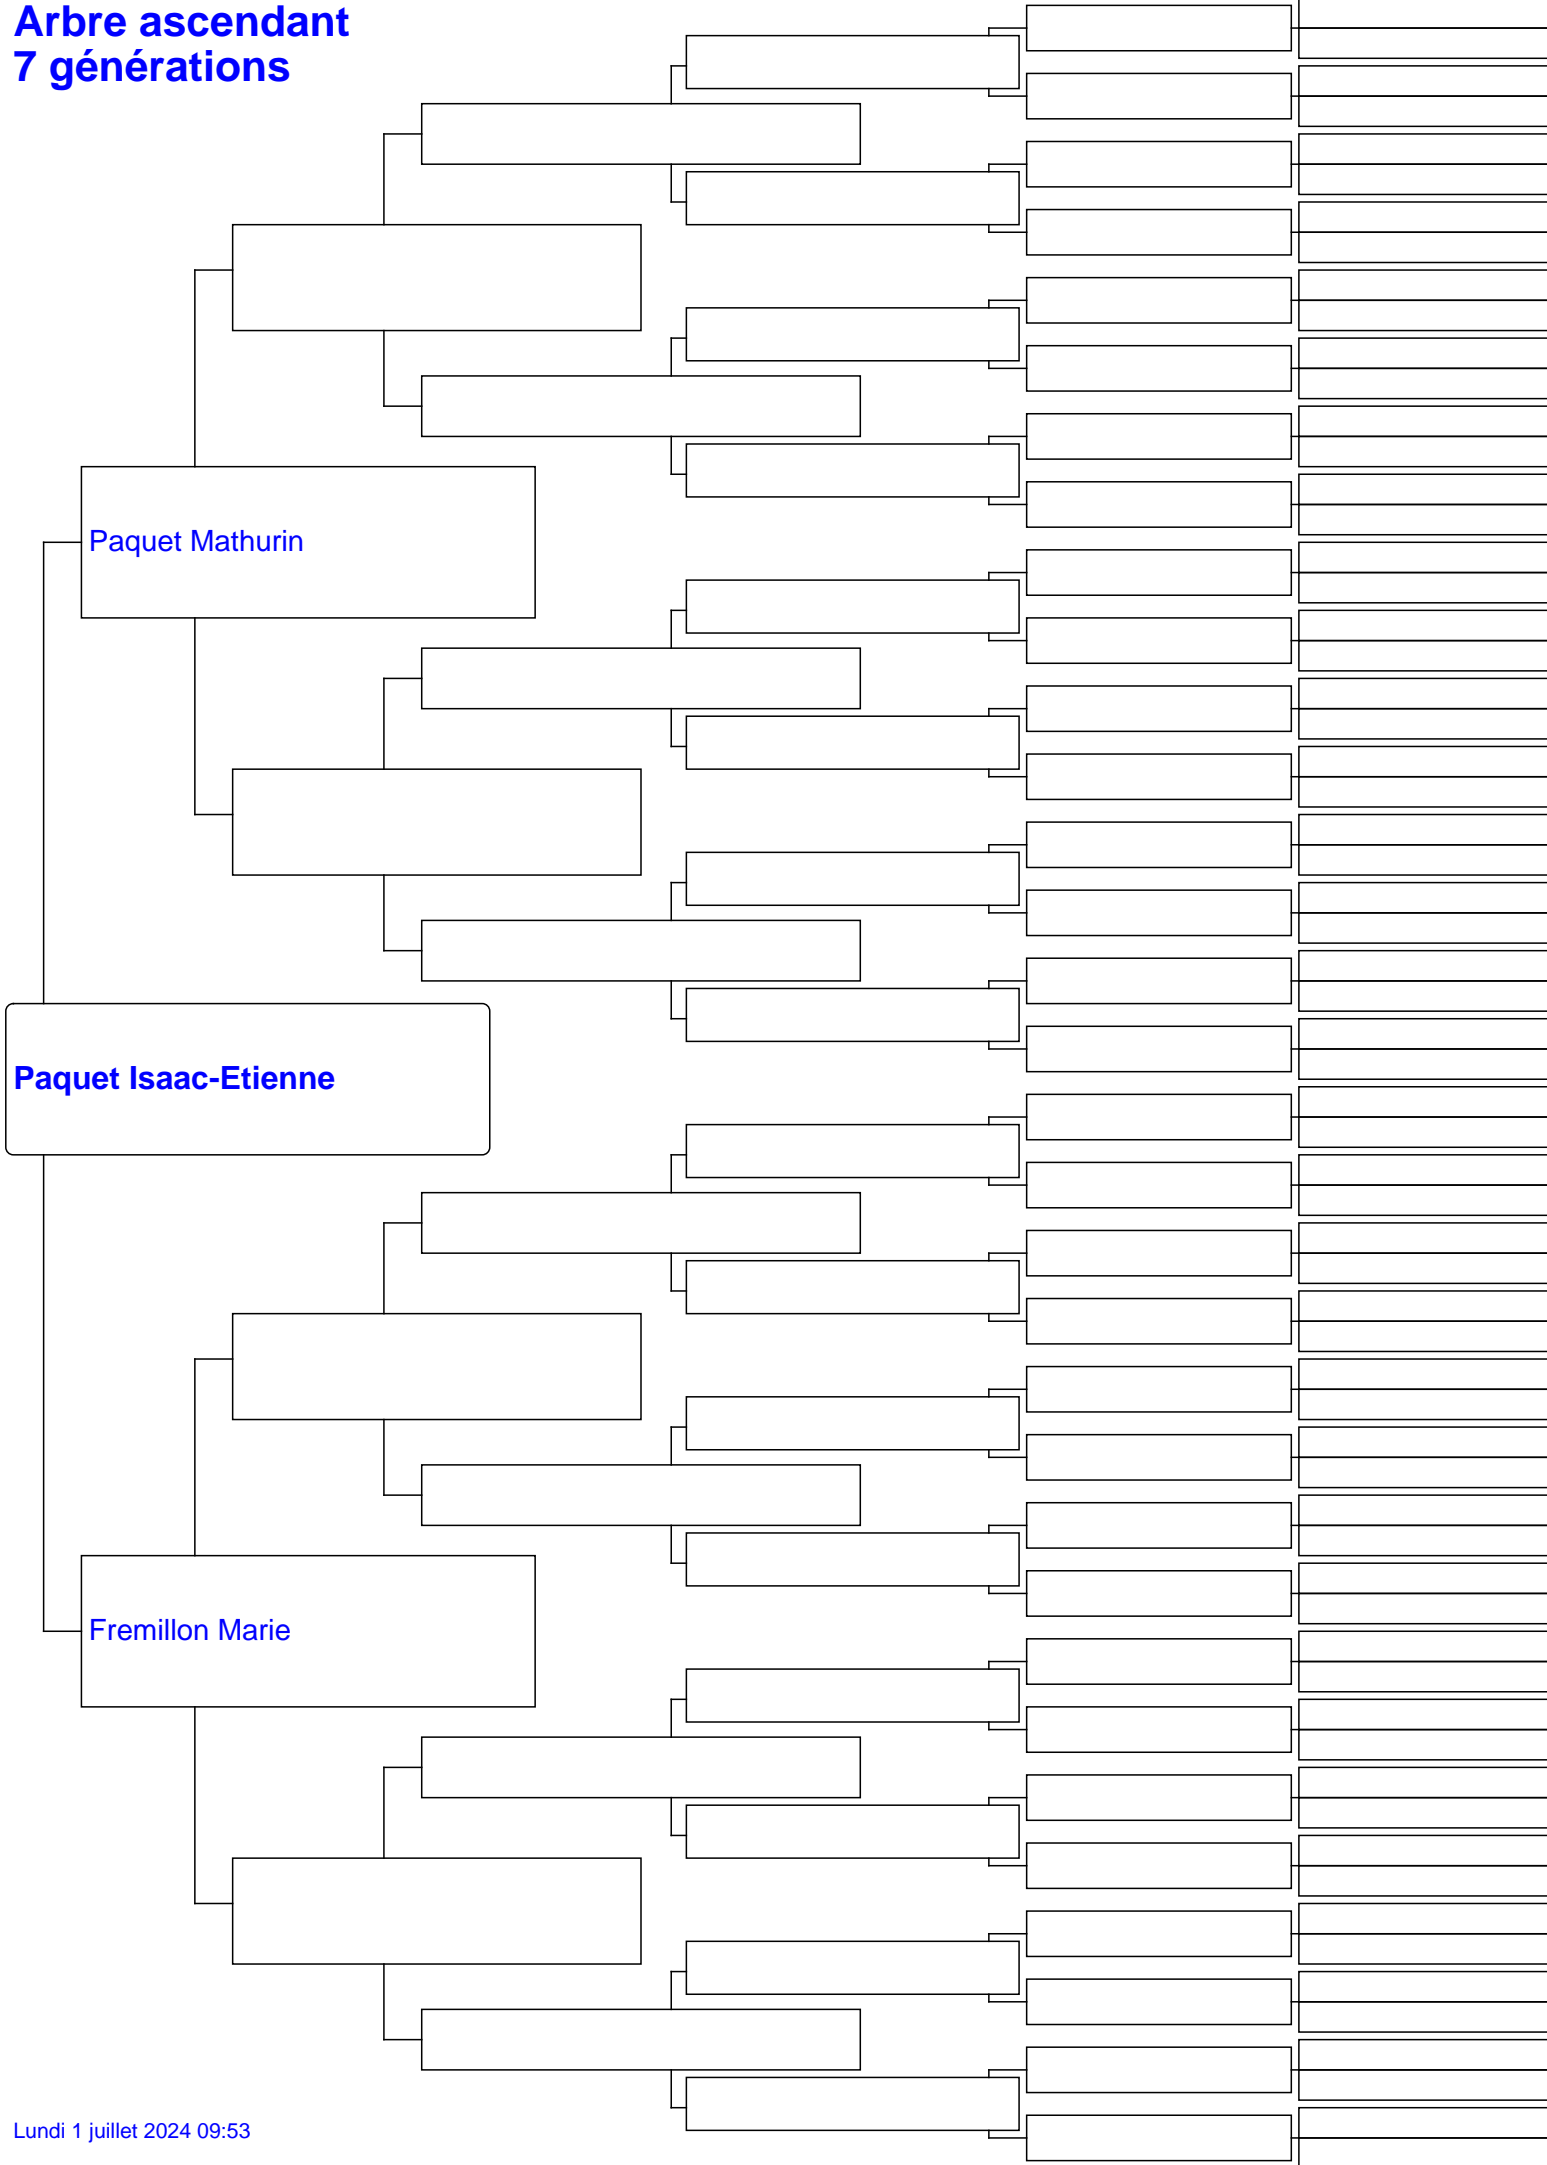 Arbre ascendant
7 générations
Paquet Mathurin
Paquet Isaac-Etienne
Fremillon Marie
Lundi 1 juillet 2024 09:53